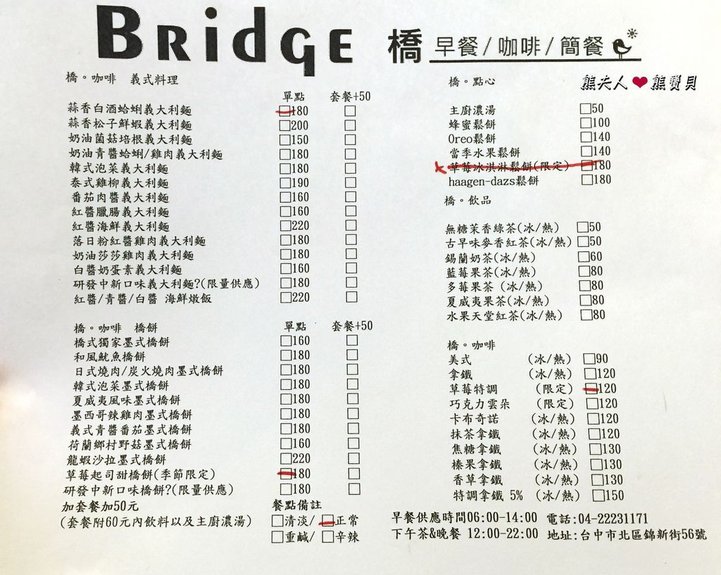 BRidGE 橋 早餐/咖啡/簡餐
橋。咖啡 義式料理
單點 套餐+50
蒜香白酒蛤蜊義大利麵 □180 □
蒜香松子鮮蝦義大利麵 □200 □
奶油菌菇培根義大利麵 □150 □
奶油青醬蛤蜊/雞肉義大利麵 □180 □
韓式泡菜義大利麵 □180 □
泰式雞柳義大利麵 □190 □
番茄肉醬義大利麵 □160 □
紅醬臘腸義大利麵 □160 □
紅醬海鮮義大利麵 □220 □
落日粉紅醬雞肉義大利麵 □180 □
奶油莎莎雞肉義大利麵 □180 □
白醬奶蛋素義大利麵 □180 □
研發中新口味義大利麵?(限量供應) □180 □
紅醬/青醬/白醬 海鮮燉飯 □220 □
橋。咖啡 橋餅 單點 套餐+50
橋式獨家墨式橋餅 □160 □
和風魷魚橋餅 □180 □
日式燒肉/炭火燒肉墨式橋餅 □180 □
韓式泡菜墨式橋餅 □180 □
夏威夷風味墨式橋餅 □180 □
墨西哥辣雞肉墨式橋餅 □180 □
義式青醬番茄墨式橋餅 □180 □
荷蘭鄉村野菇墨式橋餅 □160 □
龍蝦沙拉墨式橋餅 □220 □
草莓起司甜橋餅(季節限定) □180 □
研發中新口味橋餅?(限量供應) □180 □
加套餐加50元
(套餐附60元內飲料以及主廚濃湯)
餐點備註
□清淡/ □正常
□重鹹/ □辛辣
橋。點心 熊夫人❤熊寶貝
主廚濃湯 □50
蜂蜜鬆餅 □100
Oreo鬆餅 □140
當季水果鬆餅 □140
草莓冰淇淋鬆餅(限定) □180
haagen-dazs鬆餅 □180
橋。飲品
無糖茉香綠茶(冰/熱) □50
古早味麥香紅茶(冰/熱) □50
錫蘭奶茶(冰/熱) □60
藍莓果茶(冰/熱) □80
多莓果茶 (冰/熱) □80
夏威夷果茶(冰/熱) □80
水果天堂紅茶(冰/熱) □80
橋。咖啡
美式 (冰/熱) □90
拿鐵 (冰/熱) □120
草莓特調 (限定) □120
巧克力雲朵 (限定) □120
卡布奇諾 (冰/熱) □120
抹茶拿鐵 (冰/熱) □120
焦糖拿鐵 (冰/熱) □130
榛果拿鐵 (冰/熱) □130
香草拿鐵 (冰/熱) □130
特調拿鐵 5% (冰/熱) □150
早餐供應時間06:00-14:00 電話:04-22231171
下午茶&晚餐 12:00-22:00 地址:台中市北區錦新街56號